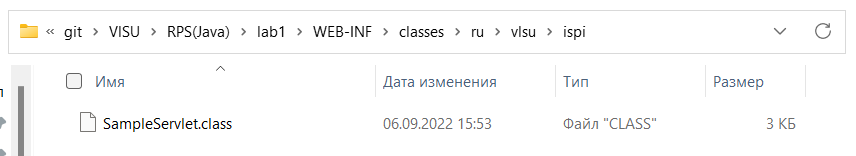 « git > VlSU > RPS(Java) > lab1 > WEB-INF > classes > ru > vlsu > ispi
Имя Дата изменения Тип Размер
SampleServlet.class 06.09.2022 15:53 Файл "CLASS" 3 КБ